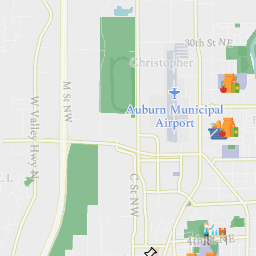 30th St NE
Christopher
Auburn Municipal
Airport
M St NW
W Valley Hwy N
C St NW
L L